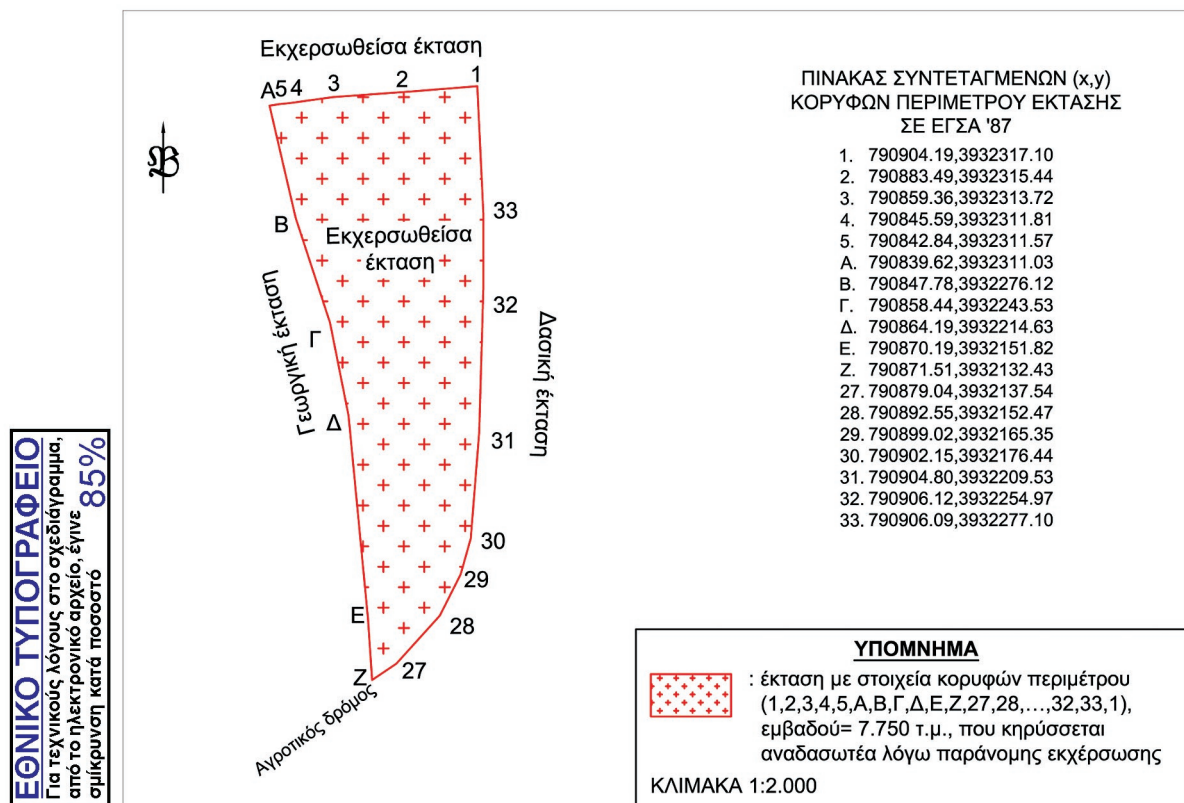 Εκχερσωθείσα έκταση
Α 5 4 3 2 1
Β
33
Εκχερσωθείσα
έκταση
32
Γ
Γεωργική έκταση
Δασική έκταση
Δ
31
30
29
Ε
28
27
Ζ
Αγροτικός δρόμος
Β
ΠΙΝΑΚΑΣ ΣΥΝΤΕΤΑΓΜΕΝΩΝ (x,y)
ΚΟΡΥΦΩΝ ΠΕΡΙΜΕΤΡΟΥ ΕΚΤΑΣΗΣ
ΣΕ ΕΓΣΑ '87
1. 790904.19,3932317.10
2. 790883.49,3932315.44
3. 790859.36,3932313.72
4. 790845.59,3932311.81
5. 790842.84,3932311.57
Α. 790839.62,3932311.03
Β. 790847.78,3932276.12
Γ. 790858.44,3932243.53
Δ. 790864.19,3932214.63
Ε. 790870.19,3932151.82
Ζ. 790871.51,3932132.43
27. 790879.04,3932137.54
28. 790892.55,3932152.47
29. 790899.02,3932165.35
30. 790902.15,3932176.44
31. 790904.80,3932209.53
32. 790906.12,3932254.97
33. 790906.09,3932277.10
ΥΠΟΜΝΗΜΑ
: έκταση με στοιχεία κορυφών περιμέτρου
(1,2,3,4,5,Α,Β,Γ,Δ,Ε,Ζ,27,28,...,32,33,1),
εμβαδού= 7.750 τ.μ., που κηρύσσεται
αναδασωτέα λόγω παράνομης εκχέρσωσης
ΚΛΙΜΑΚΑ 1:2.000
ΕΘΝΙΚΟ ΤΥΠΟΓΡΑΦΕΙΟ
Για τεχνικούς λόγους στο σχεδιάγραμμα,
από το ηλεκτρονικό αρχείο, έγινε
σμίκρυνση κατά ποσοστό
85%